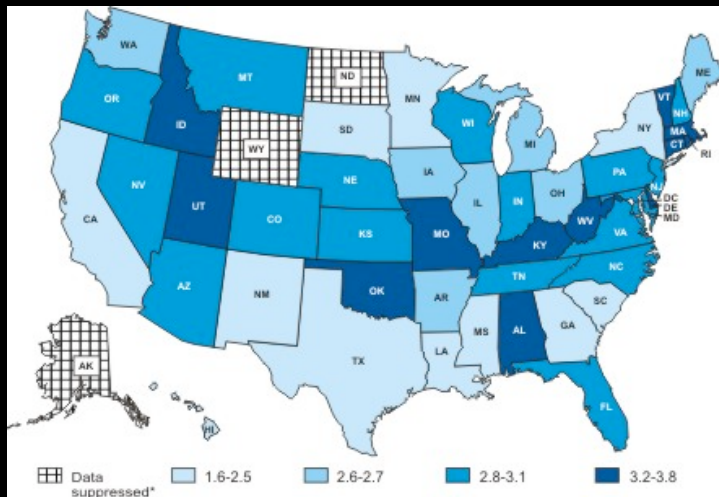 WA
MT
ND
MN
ME
VT
NH
OR
ID
SD
WI
NY
MA
CT
RI
WY
MI
NE
IA
PA
NJ
NV
UT
CO
IL
IN
OH
DC
DE
MD
CA
KS
MO
WV
VA
KY
AZ
NM
OK
AR
TN
NC
SC
TX
LA
MS
AL
GA
AK
HI
FL
Data suppressed* 1.6-2.5 2.6-2.7 2.8-3.1 3.2-3.8